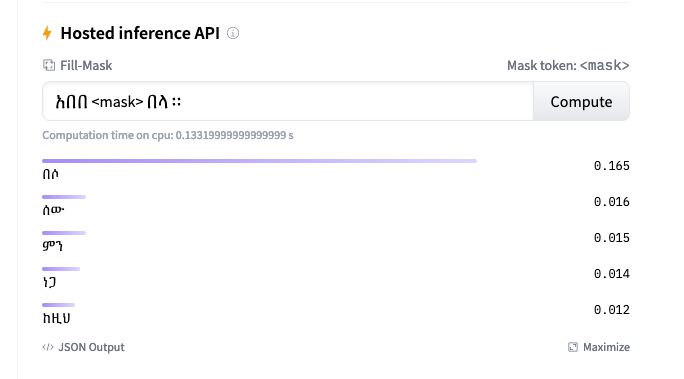 Hosted inference API
Fill-Mask Mask token: <mask>
አበበ <mask> በላ ።
Compute
Computation time on cpu: 0.13319999999999999 s
በሶ 0.165
ሰው 0.016
ምን 0.015
ነጋ 0.014
ከዚህ 0.012
</> JSON Output Maximize